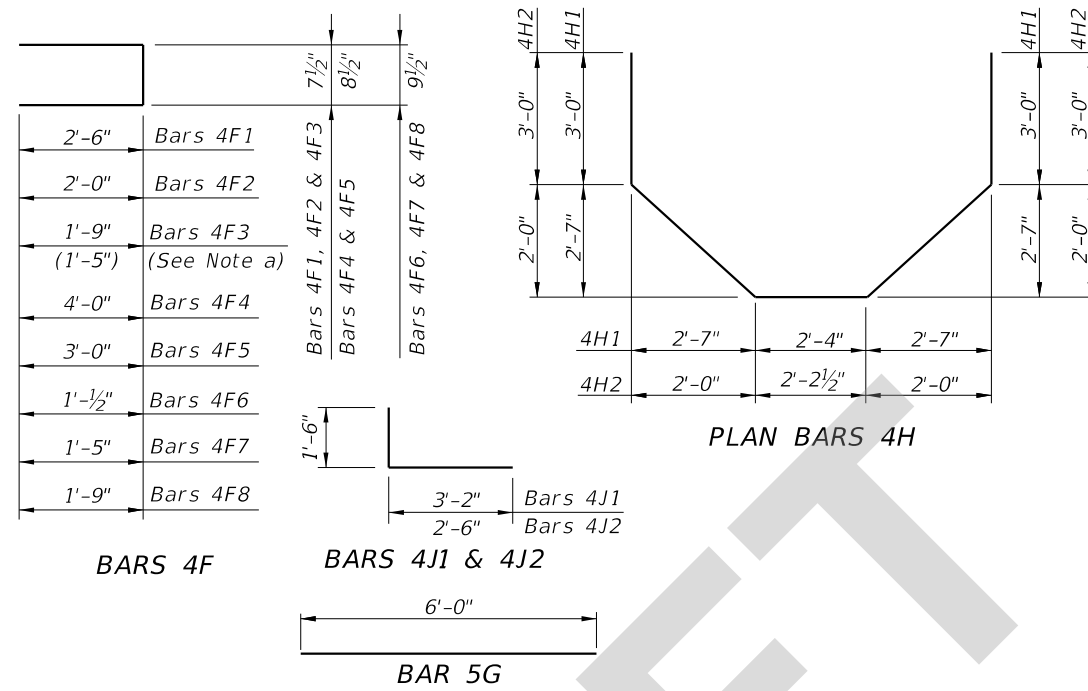 7½"
8½"
9½"
Bars 4F1, 4F2 & 4F3
Bars 4F4 & 4F5
Bars 4F6, 4F7 & 4F8
2'-6" Bars 4F1
2'-0" Bars 4F2
1'-9" Bars 4F3
(1'-5") (See Note a)
4'-0" Bars 4F4
3'-0" Bars 4F5
1'-½" Bars 4F6
1'-5" Bars 4F7
1'-9" Bars 4F8
BARS 4F
1'-6"
3'-2" Bars 4J1
2'-6" Bars 4J2
BARS 4J1 & 4J2
6'-0"
BAR 5G
4H2 4H1 4H1 4H2
3'-0" 3'-0" 3'-0" 3'-0"
2'-0" 2'-7" 2'-7" 2'-0"
4H1 2'-7" 2'-4" 2'-7"
4H2 2'-0" 2'-2½" 2'-0"
PLAN BARS 4H